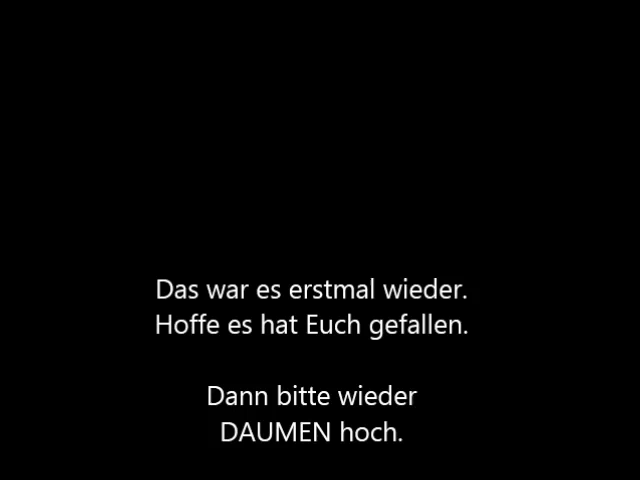 Das war es erstmal wieder.
Hoffe es hat Euch gefallen.
Dann bitte wieder
DAUMEN hoch.